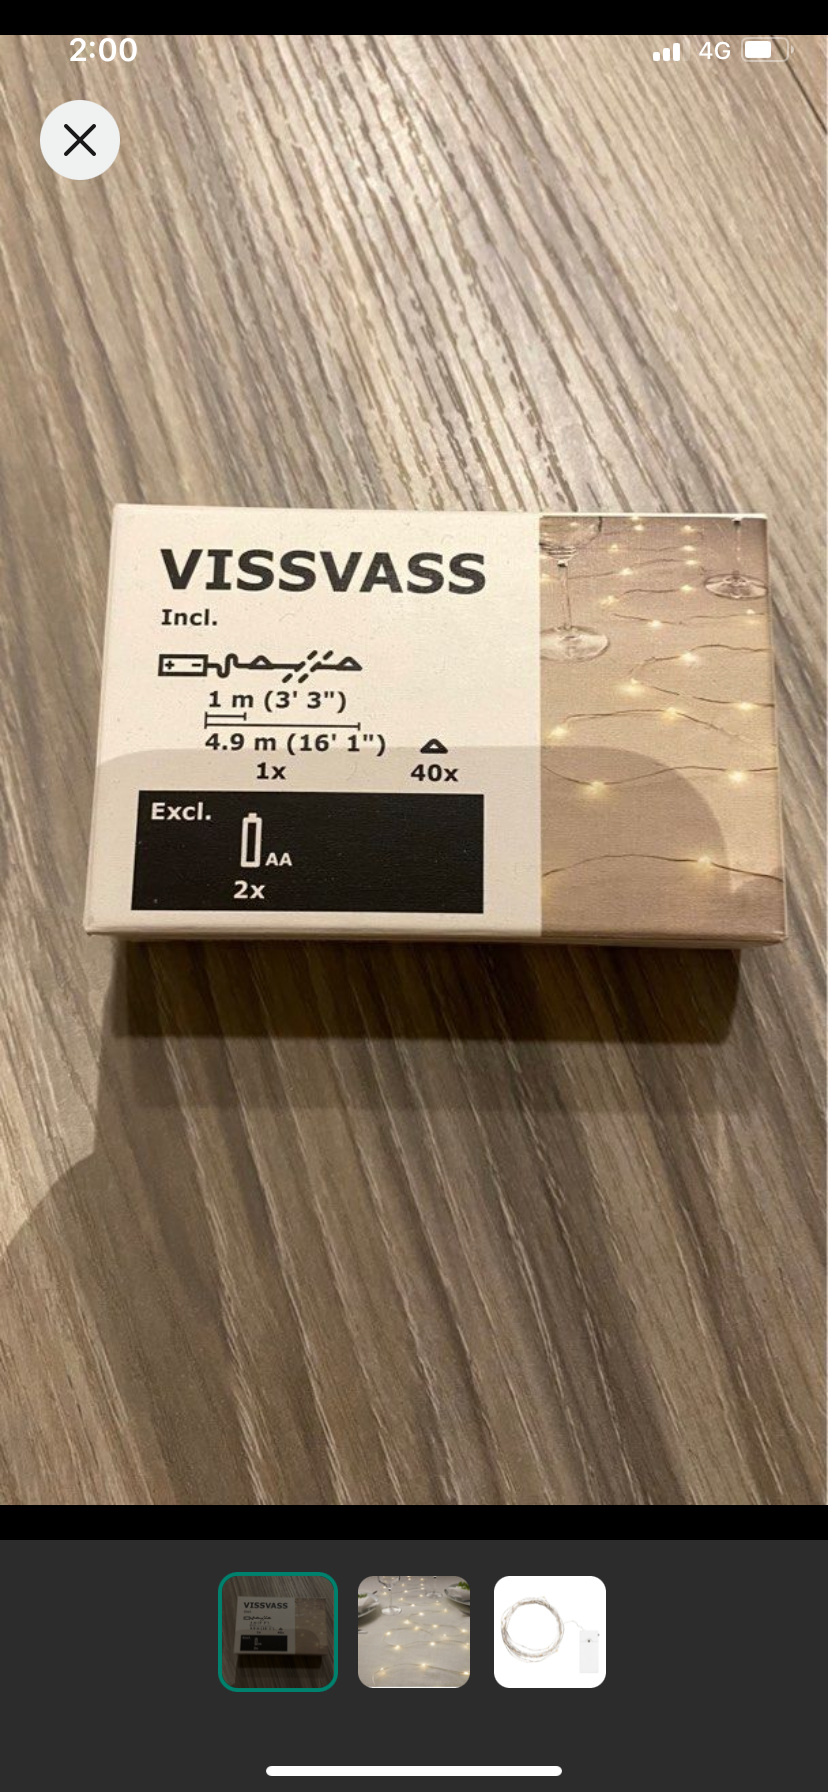 2:00
4G
VISSVASS
Incl.
+ -
1 m (3' 3")
4.9 m (16' 1")
1x
40x
Excl.
AA
2x
VISSVASS